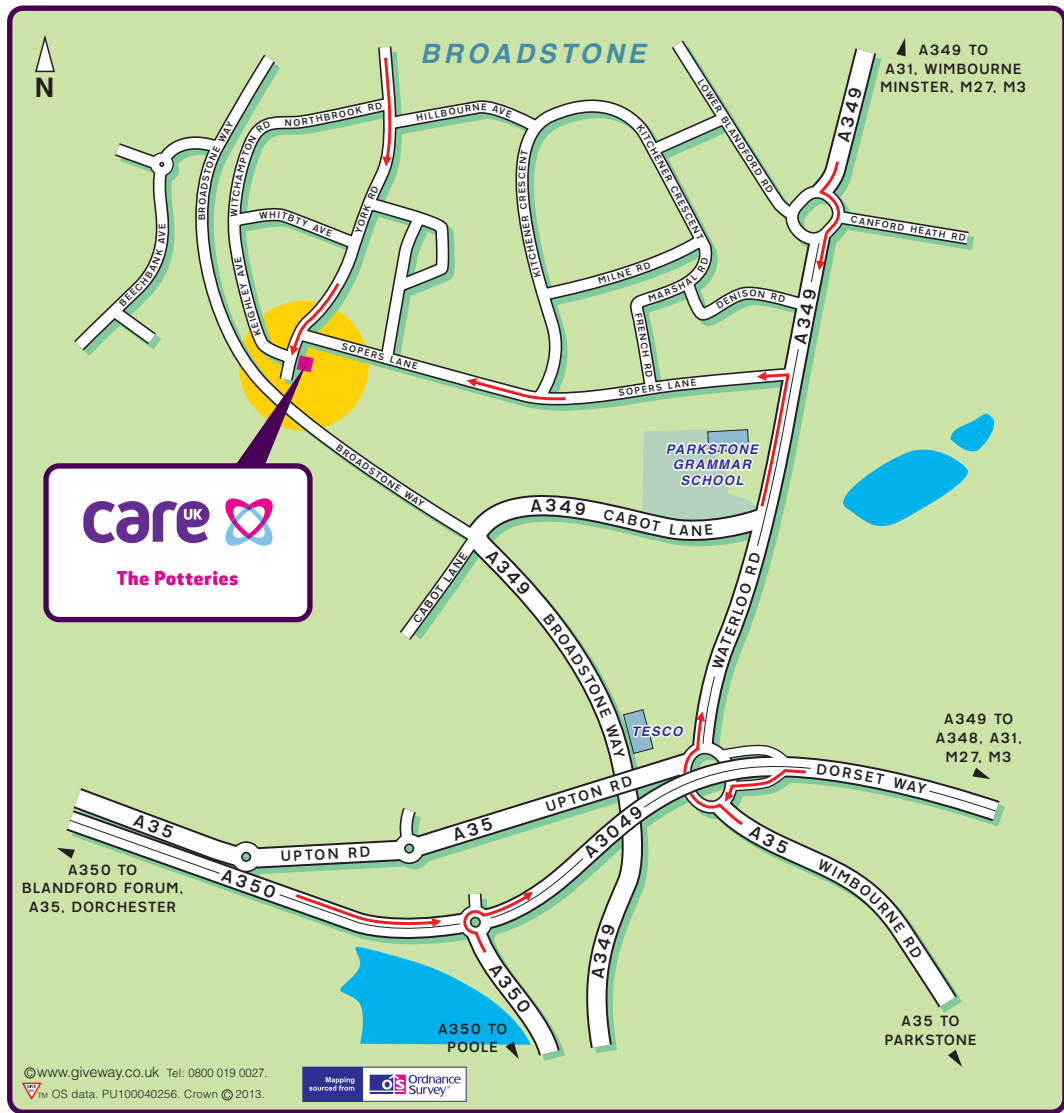 BROADSTONE
N
A349 TO
A31, WIMBOURNE
MINSTER, M27, M3
A349
LOWER BLANDFORD RD
CANFORD HEATH RD
NORTHBROOK RD
HILLBOURNE AVE
WITCHAMPTON RD
BROADSTONE WAY
BEECHBANK AVE
WHITBTY AVE
YORK RD
KEIGHLEY AVE
KITCHENER CRESCENT
KITCHENER CRESCENT
MILNE RD
MARSHAL RD
DENISON RD
FRENCH RD
A349
SOPERS LANE
SOPERS LANE
BROADSTONE WAY
PARKSTONE
GRAMMAR
SCHOOL
care UK
The Potteries
A349 CABOT LANE
CABOT LANE
A349
BROADSTONE WAY
WATERLOO RD
TESCO
A349 TO
A348, A31,
M27, M3
DORSET WAY
UPTON RD
A35
A3049
A35
UPTON RD
A350
A35
WIMBOURNE RD
A350 TO
BLANDFORD FORUM,
A35, DORCHESTER
A349
A350
A350 TO
POOLE
A35 TO
PARKSTONE
© www.giveway.co.uk Tel: 0800 019 0027.
TM OS data. PU100040256. Crown © 2013.
Mapping
sourced from
OS Ordnance
Survey®